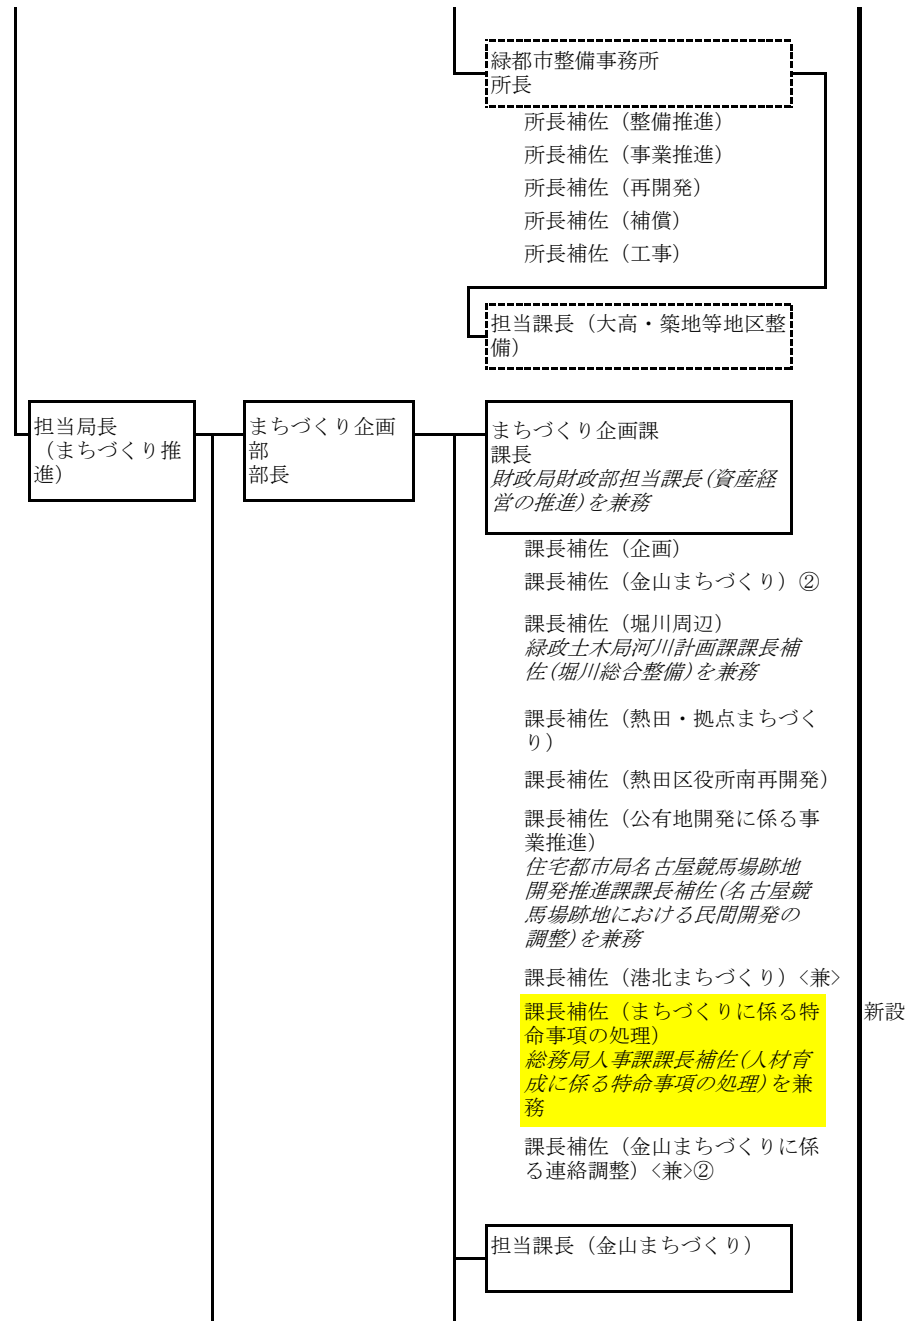 緑都市整備事務所
所長
所長補佐（整備推進）
所長補佐（事業推進）
所長補佐（再開発）
所長補佐（補償）
所長補佐（工事）
担当課長（大高・築地等地区整
備）
担当局長
（まちづくり推
進）
まちづくり企画
部
部長
まちづくり企画課
課長
財政局財政部担当課長(資産経
営の推進)を兼務
課長補佐（企画）
課長補佐（金山まちづくり）②
課長補佐（堀川周辺）
緑政土木局河川計画課課長補
佐(堀川総合整備)を兼務
課長補佐（熱田・拠点まちづく
り）
課長補佐（熱田区役所南再開発）
課長補佐（公有地開発に係る事
業推進）
住宅都市局名古屋競馬場跡地
開発推進課課長補佐(名古屋競
馬場跡地における民間開発の
調整)を兼務
課長補佐（港北まちづくり）<兼>
課長補佐（まちづくりに係る特
命事項の処理）
総務局人事課課長補佐(人材育
成に係る特命事項の処理)を兼
務
新設
課長補佐（金山まちづくりに係
る連絡調整）<兼>②
担当課長（金山まちづくり）